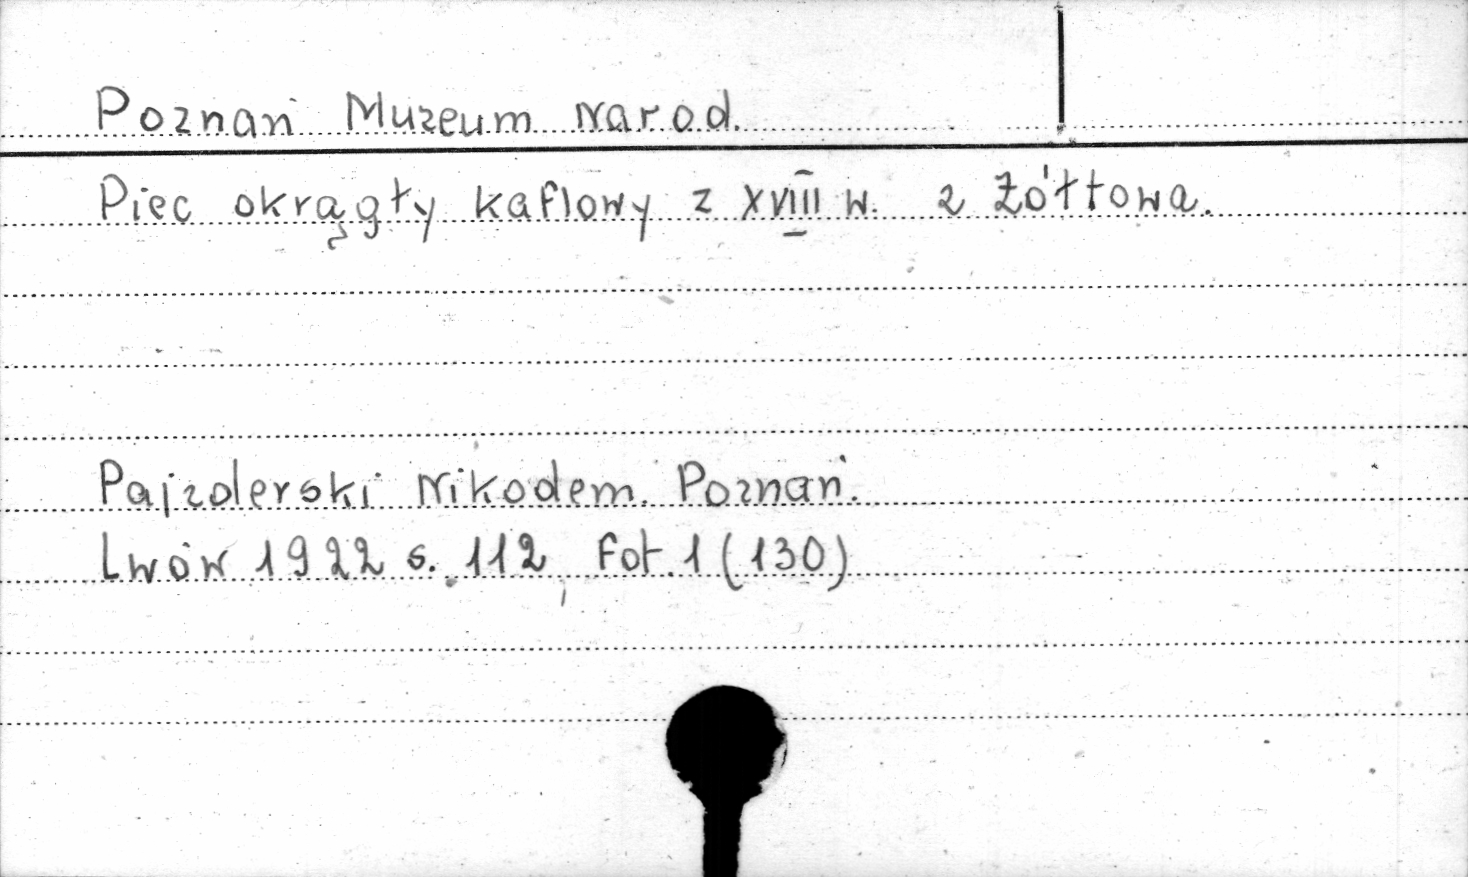 Poznań Muzeum Narod.
Piec okrągły kaflowy z XVIII w. z Żółtowa.
Pajzderski Nikodem. Poznań.
Lwów 1922 s. 112, Fot. 1 (130)